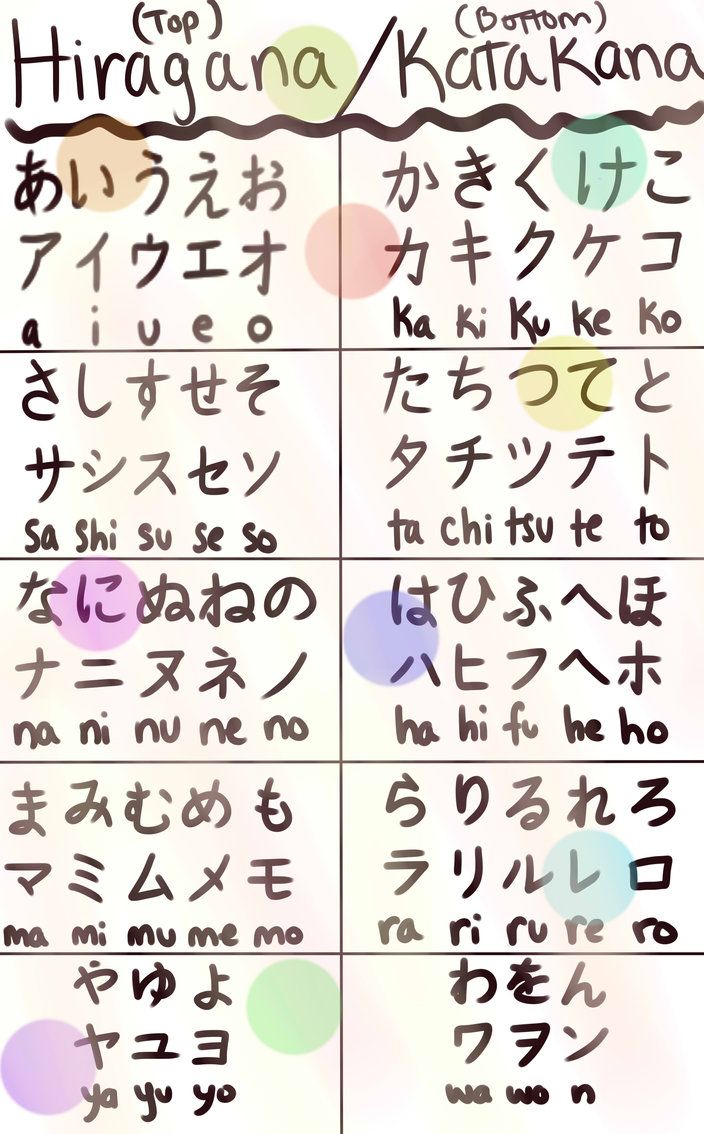 (Top) (Bottom)
Hiragana/Katakana
あいうえお
アイウエオ
a i u e o
かきくけこ
カキクケコ
ka ki ku ke ko
さしすせそ
サシスセソ
sa shi su se so
たちつてと
タチツテト
ta chi tsu te to
なにぬねの
ナニヌネノ
na ni nu ne no
はひふへほ
ハヒフヘホ
ha hi fu he ho
まみむめも
マミムメモ
ma mi mu me mo
らりるれろ
ラリルレロ
ra ri ru re ro
やゆよ
ヤユヨ
ya yu yo
わをん
ワヲン
wa wo n